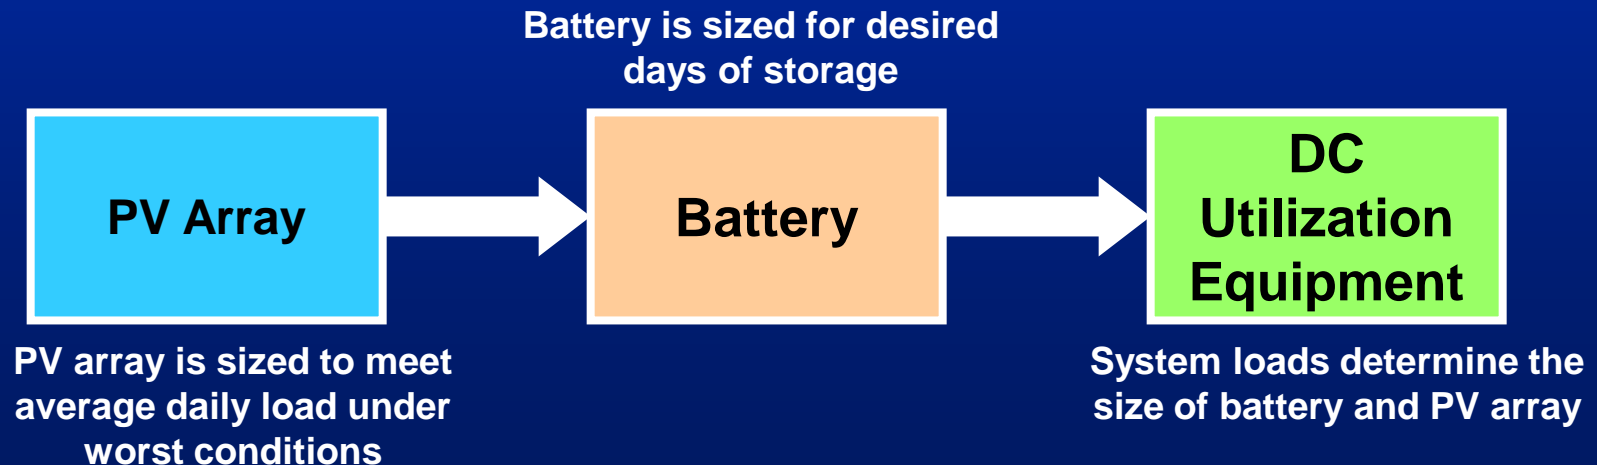 Battery is sized for desired
days of storage
PV Array
Battery
DC
Utilization
Equipment
PV array is sized to meet
average daily load under
worst conditions
System loads determine the
size of battery and PV array